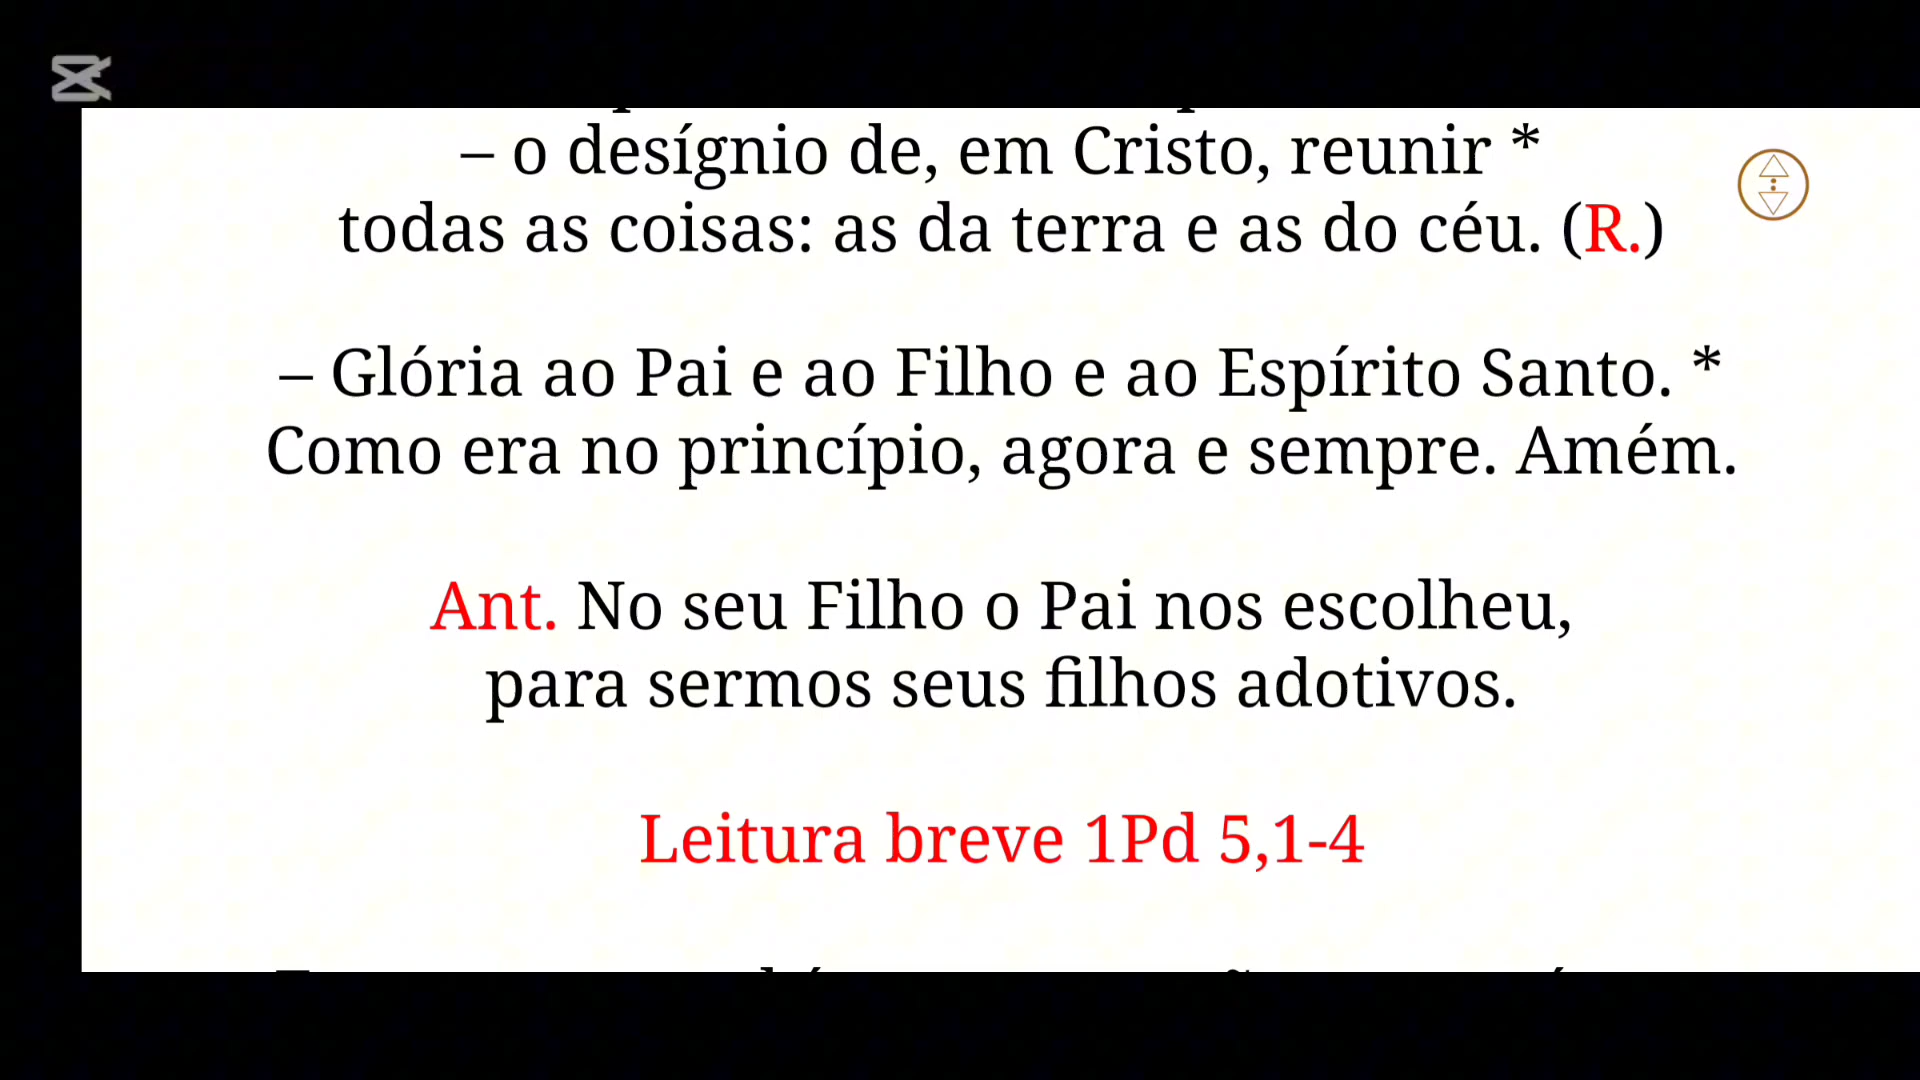 – o desígnio de, em Cristo, reunir *
todas as coisas: as da terra e as do céu. (R.)
– Glória ao Pai e ao Filho e ao Espírito Santo. *
Como era no princípio, agora e sempre. Amém.
Ant. No seu Filho o Pai nos escolheu,
para sermos seus filhos adotivos.
Leitura breve 1Pd 5,1-4